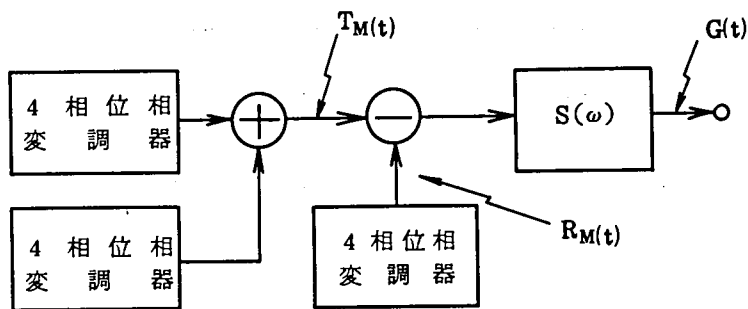 T_M(t)
G(t)
4 相 位 相
変 調 器
S(ω)
4 相 位 相
変 調 器
4 相 位 相
変 調 器
R_M(t)